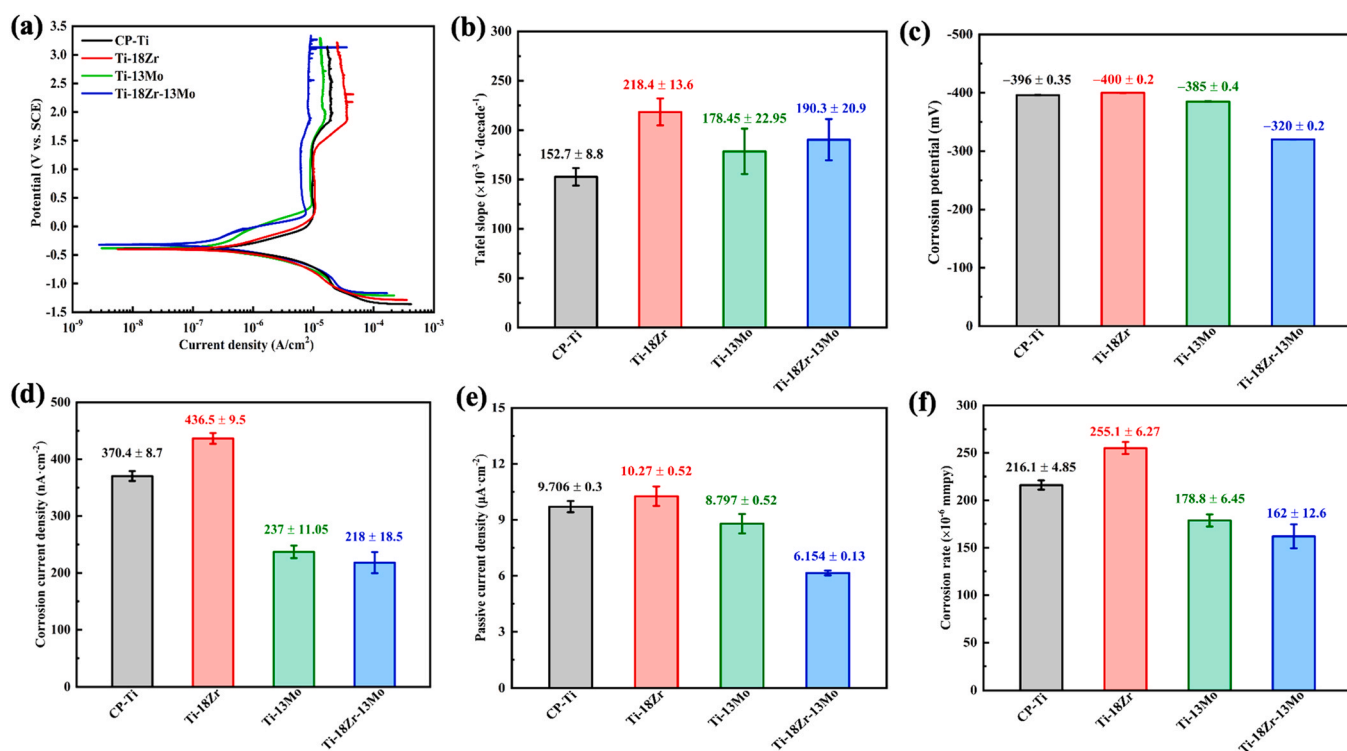 (a)
3.5
3.0
2.5
2.0
1.5
1.0
0.5
0.0
-0.5
-1.0
-1.5
Potential (V vs. SCE)
CP-Ti
Ti-18Zr
Ti-13Mo
Ti-18Zr-13Mo
10⁻⁹ 10⁻⁸ 10⁻⁷ 10⁻⁶ 10⁻⁵ 10⁻⁴ 10⁻³
Current density (A/cm²)
(b)
300
250
200
150
100
50
0
Tafel slope (×10⁻³ V·decade⁻¹)
152.7 ± 8.8
218.4 ± 13.6
178.45 ± 22.95
190.3 ± 20.9
CP-Ti
Ti-18Zr
Ti-13Mo
Ti-18Zr-13Mo
(c)
-500
-400
-300
-200
-100
-0
Corrosion potential (mV)
−396 ± 0.35
−400 ± 0.2
−385 ± 0.4
−320 ± 0.2
CP-Ti
Ti-18Zr
Ti-13Mo
Ti-18Zr-13Mo
(d)
500
400
300
200
100
0
Corrosion current density (nA·cm⁻²)
370.4 ± 8.7
436.5 ± 9.5
237 ± 11.05
218 ± 18.5
CP-Ti
Ti-18Zr
Ti-13Mo
Ti-18Zr-13Mo
(e)
15
12
9
6
3
0
Passive current density (μA·cm⁻²)
9.706 ± 0.3
10.27 ± 0.52
8.797 ± 0.52
6.154 ± 0.13
CP-Ti
Ti-18Zr
Ti-13Mo
Ti-18Zr-13Mo
(f)
300
250
200
150
100
50
0
Corrosion rate (×10⁻⁶ mmpy)
216.1 ± 4.85
255.1 ± 6.27
178.8 ± 6.45
162 ± 12.6
CP-Ti
Ti-18Zr
Ti-13Mo
Ti-18Zr-13Mo